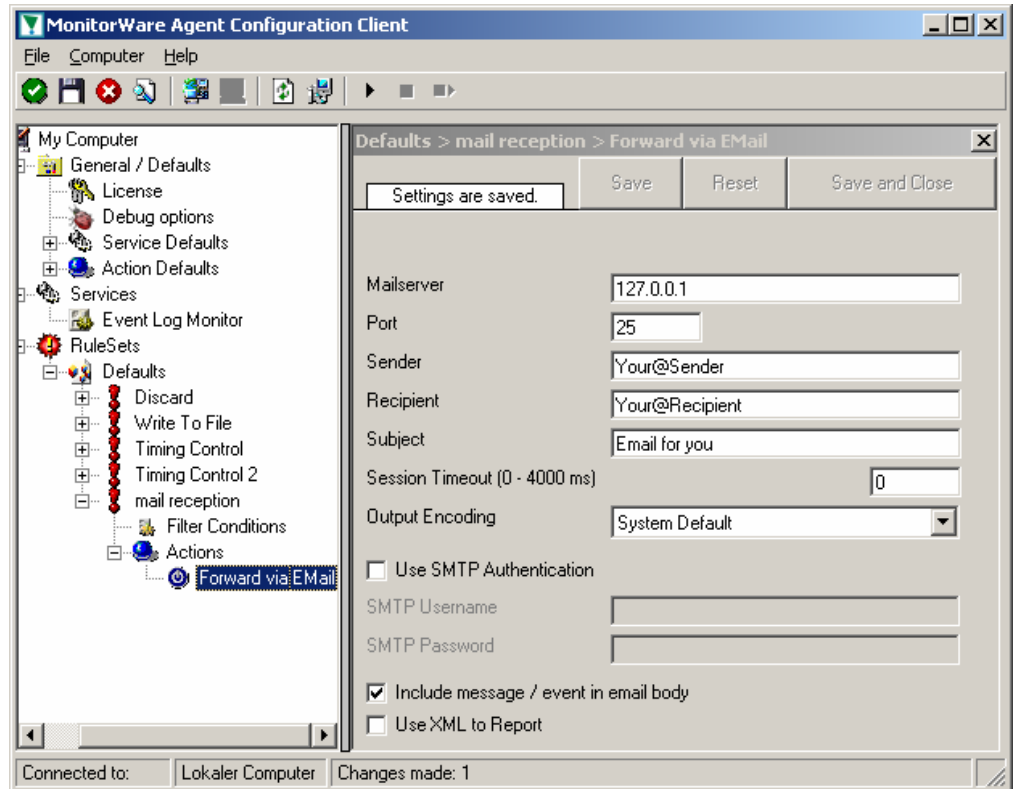 MonitorWare Agent Configuration Client
File Computer Help
My Computer
General / Defaults
License
Debug options
Service Defaults
Action Defaults
Services
Event Log Monitor
RuleSets
Defaults
Discard
Write To File
Timing Control
Timing Control 2
mail reception
Filter Conditions
Actions
Forward via EMail
Defaults > mail reception > Forward via EMail
Settings are saved. Save Reset Save and Close
Mailserver 127.0.0.1
Port 25
Sender Your@Sender
Recipient Your@Recipient
Subject Email for you
Session Timeout (0 - 4000 ms) 0
Output Encoding System Default
Use SMTP Authentication
SMTP Username
SMTP Password
Include message / event in email body
Use XML to Report
Connected to: Lokaler Computer Changes made: 1